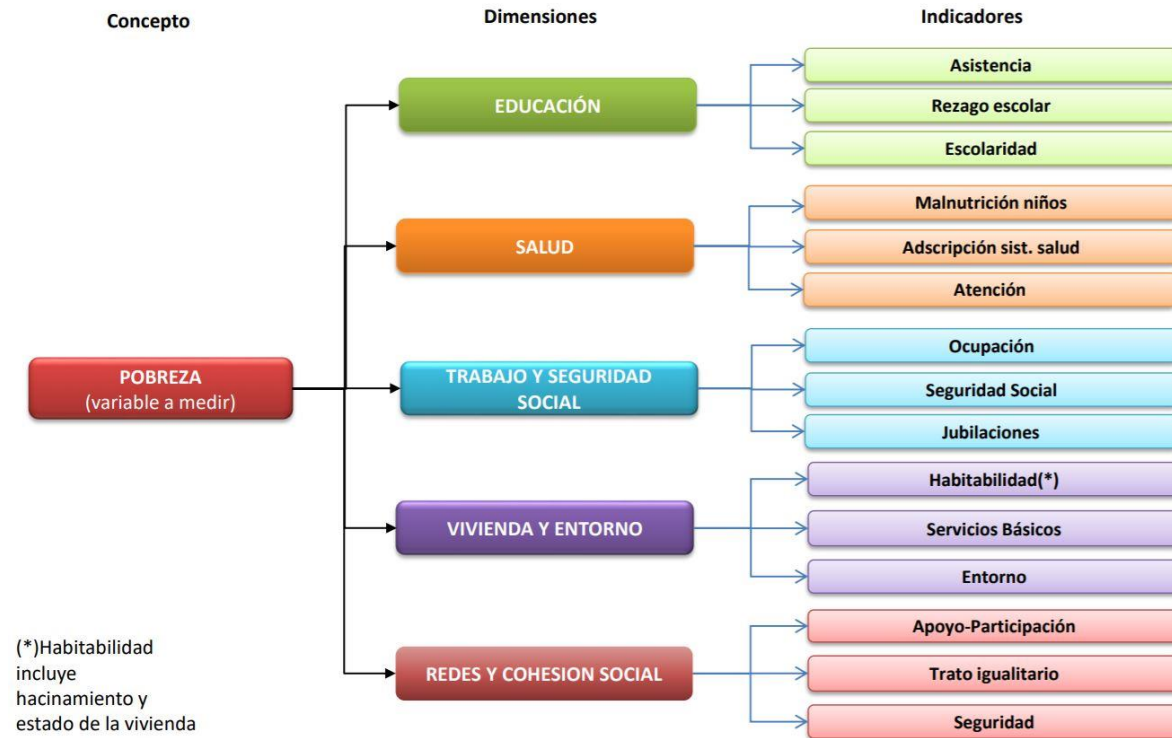 Concepto
Dimensiones
Indicadores
POBREZA
(variable a medir)
EDUCACIÓN
Asistencia
Rezago escolar
Escolaridad
SALUD
Malnutrición niños
Adscripción sist. salud
Atención
TRABAJO Y SEGURIDAD
SOCIAL
Ocupación
Seguridad Social
Jubilaciones
VIVIENDA Y ENTORNO
Habitabilidad(*)
Servicios Básicos
Entorno
REDES Y COHESION SOCIAL
Apoyo-Participación
Trato igualitario
Seguridad
(*)Habitabilidad
incluye
hacinamiento y
estado de la vivienda